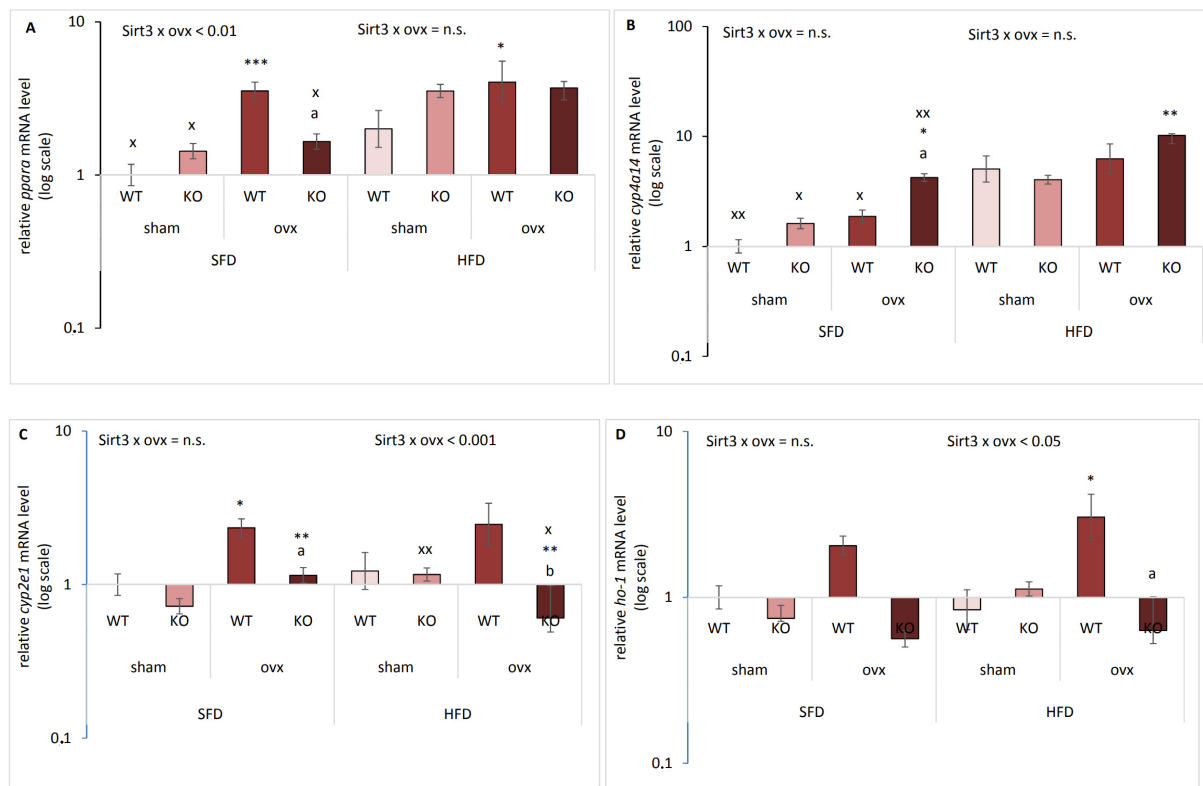 A
Sirt3 x ovx < 0.01
Sirt3 x ovx = n.s.
relative ppara mRNA level
(log scale)
10
1
0.1
x
x
***
x
a
*
WT
KO
WT
KO
WT
KO
WT
KO
sham
ovx
sham
ovx
SFD
HFD
B
Sirt3 x ovx = n.s.
Sirt3 x ovx = n.s.
relative cyp4a14 mRNA level
(log scale)
100
10
1
0.1
xx
x
x
xx
*
a
**
WT
KO
WT
KO
WT
KO
WT
KO
sham
ovx
sham
ovx
SFD
HFD
C
Sirt3 x ovx = n.s.
Sirt3 x ovx < 0.001
relative cyp2e1 mRNA level
(log scale)
10
1
0.1
*
**
a
xx
x
**
b
WT
KO
WT
KO
WT
KO
WT
KO
sham
ovx
sham
ovx
SFD
HFD
D
Sirt3 x ovx = n.s.
Sirt3 x ovx < 0.05
relative ho-1 mRNA level
(log scale)
10
1
0.1
*
a
WT
KO
WT
KO
WT
KO
WT
KO
sham
ovx
sham
ovx
SFD
HFD